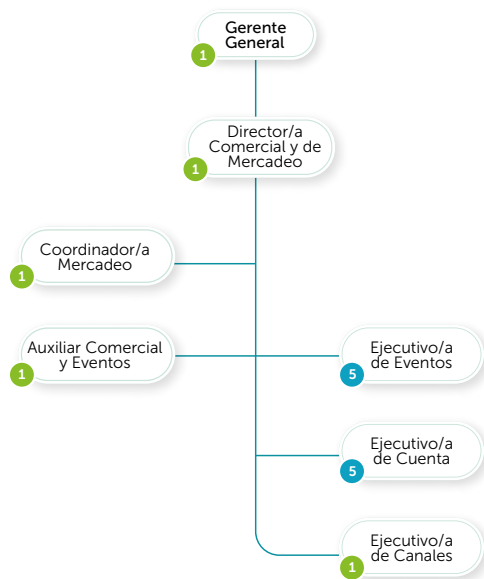 Gerente
General
1
Director/a
Comercial y de
Mercadeo
1
Coordinador/a
Mercadeo
1
Auxiliar Comercial
y Eventos
1
Ejecutivo/a
de Eventos
5
Ejecutivo/a
de Cuenta
5
Ejecutivo/a
de Canales
1